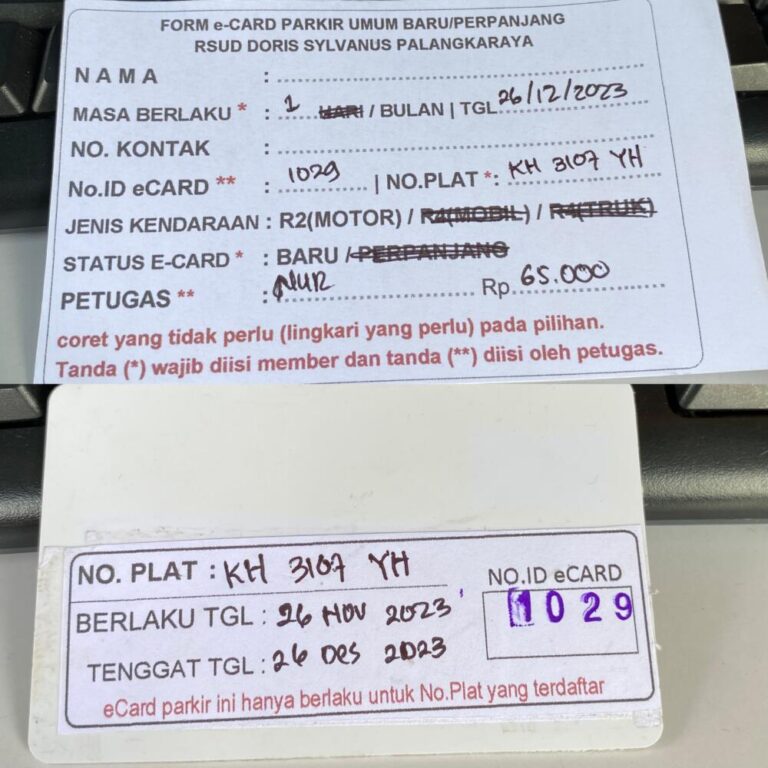 FORM e-CARD PARKIR UMUM BARU/PERPANJANG
RSUD DORIS SYLVANUS PALANGKARAYA
NAMA :
MASA BERLAKU * : 1 HARI / BULAN | TGL 26/12/2023
NO. KONTAK :
No.ID eCARD ** : 1029 | NO.PLAT *: KH 3107 YH
JENIS KENDARAAN : R2(MOTOR) / R4(MOBIL) / R4(TRUK)
STATUS E-CARD * : BARU / PERPANJANG
PETUGAS ** : NUR Rp. 65.000
coret yang tidak perlu (lingkari yang perlu) pada pilihan.
Tanda (*) wajib diisi member dan tanda (**) diisi oleh petugas.
NO. PLAT : KH 3107 YH
NO.ID eCARD
1029
BERLAKU TGL : 26 NOV 2023
TENGGAT TGL : 26 DES 2023
eCard parkir ini hanya berlaku untuk No.Plat yang terdaftar